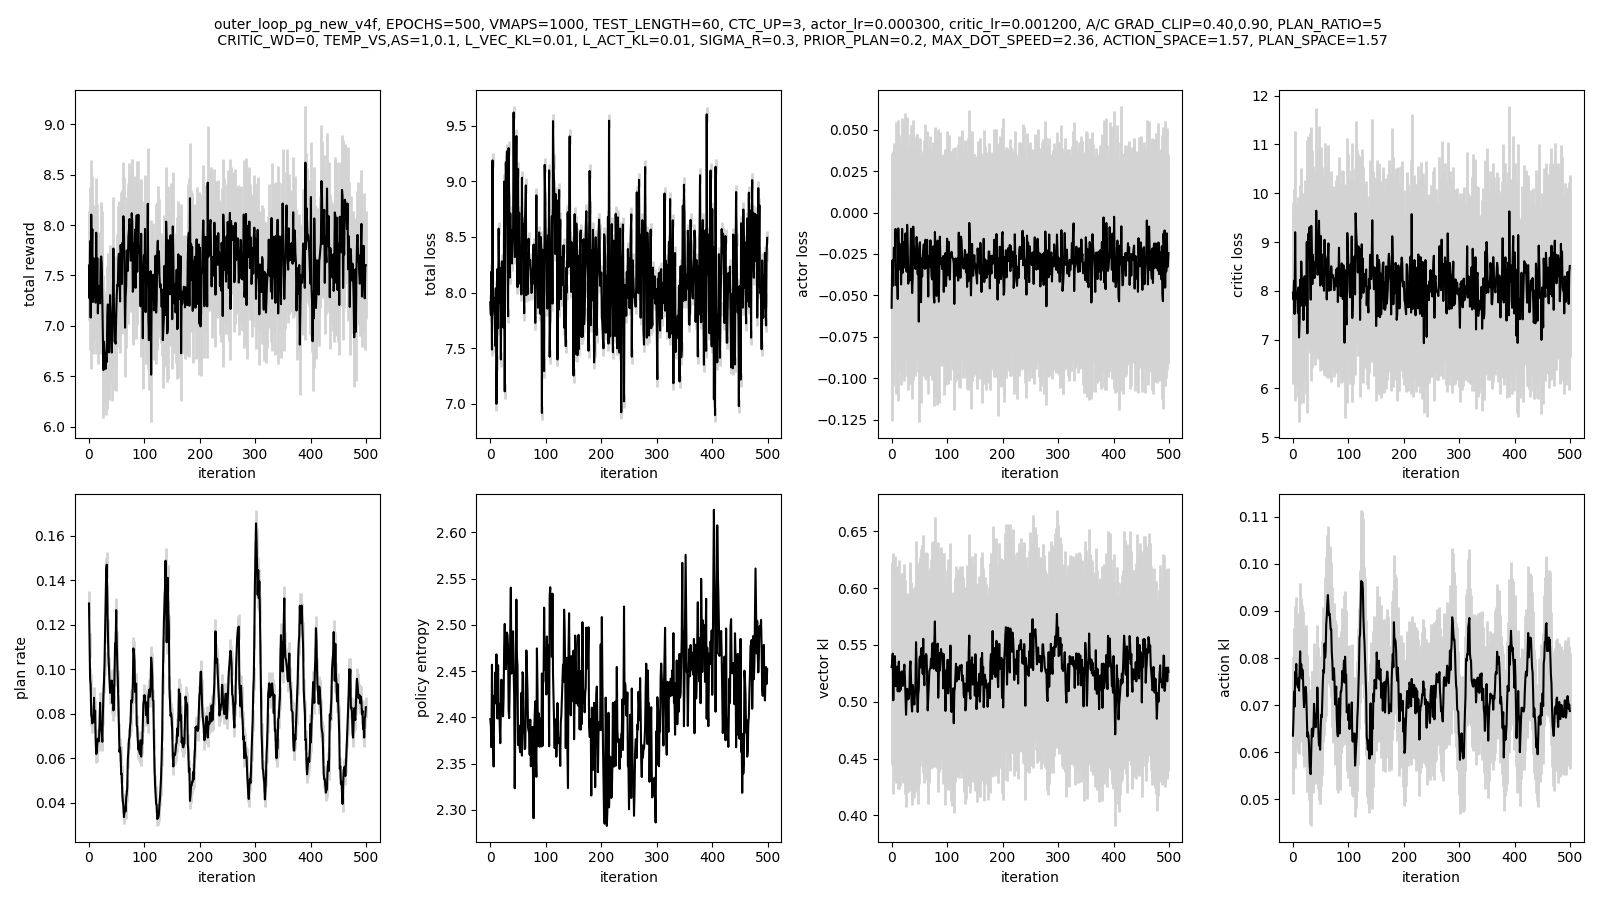 outer_loop_pg_new_v4f, EPOCHS=500, VMAPS=1000, TEST_LENGTH=60, CTC_UP=3, actor_lr=0.000300, critic_lr=0.001200, A/C GRAD_CLIP=0.40,0.90, PLAN_RATIO=5
CRITIC_WD=0, TEMP_VS,AS=1,0.1, L_VEC_KL=0.01, L_ACT_KL=0.01, SIGMA_R=0.3, PRIOR_PLAN=0.2, MAX_DOT_SPEED=2.36, ACTION_SPACE=1.57, PLAN_SPACE=1.57
total reward
9.0
8.5
8.0
7.5
7.0
6.5
6.0
0 100 200 300 400 500
iteration
total loss
9.5
9.0
8.5
8.0
7.5
7.0
0 100 200 300 400 500
iteration
actor loss
0.050
0.025
0.000
−0.025
−0.050
−0.075
−0.100
−0.125
0 100 200 300 400 500
iteration
critic loss
12
11
10
9
8
7
6
5
0 100 200 300 400 500
iteration
plan rate
0.16
0.14
0.12
0.10
0.08
0.06
0.04
0 100 200 300 400 500
iteration
policy entropy
2.60
2.55
2.50
2.45
2.40
2.35
2.30
0 100 200 300 400 500
iteration
vector kl
0.65
0.60
0.55
0.50
0.45
0.40
0 100 200 300 400 500
iteration
action kl
0.11
0.10
0.09
0.08
0.07
0.06
0.05
0 100 200 300 400 500
iteration